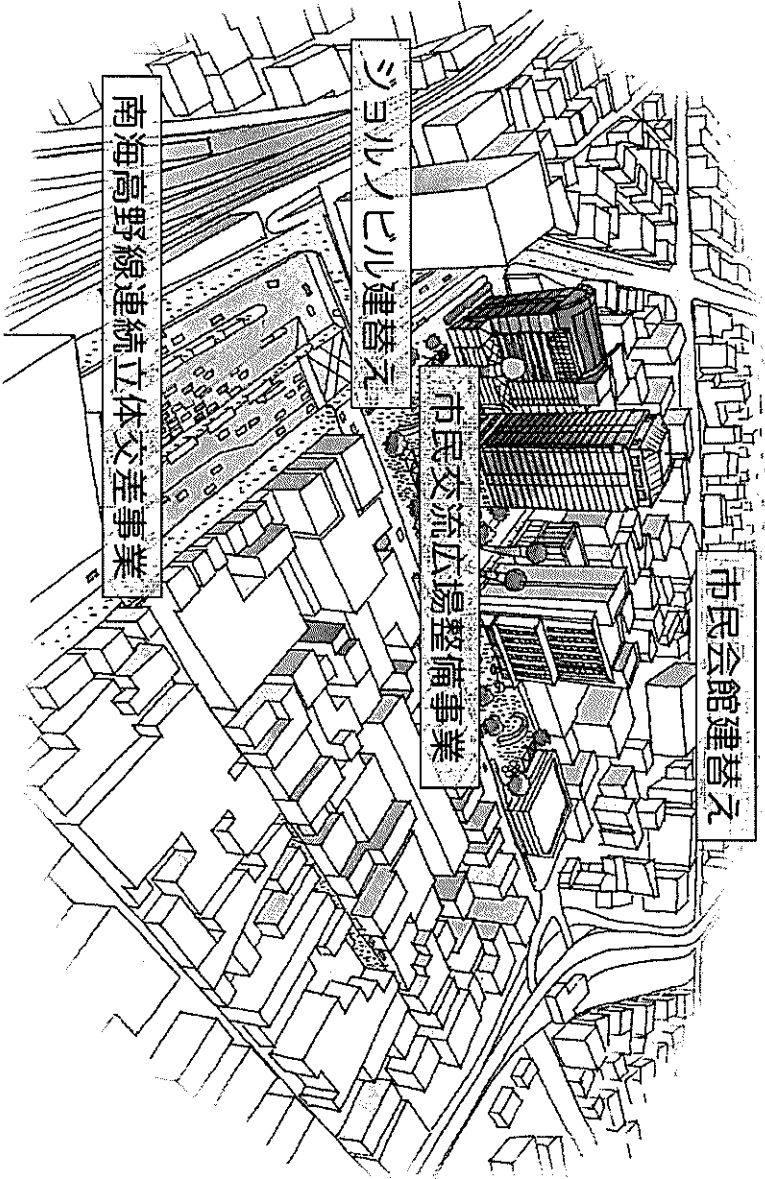 市民会館建替え
市民交流広場整備事業
ジョルノビル建替え
南海高野線連続立体交差事業